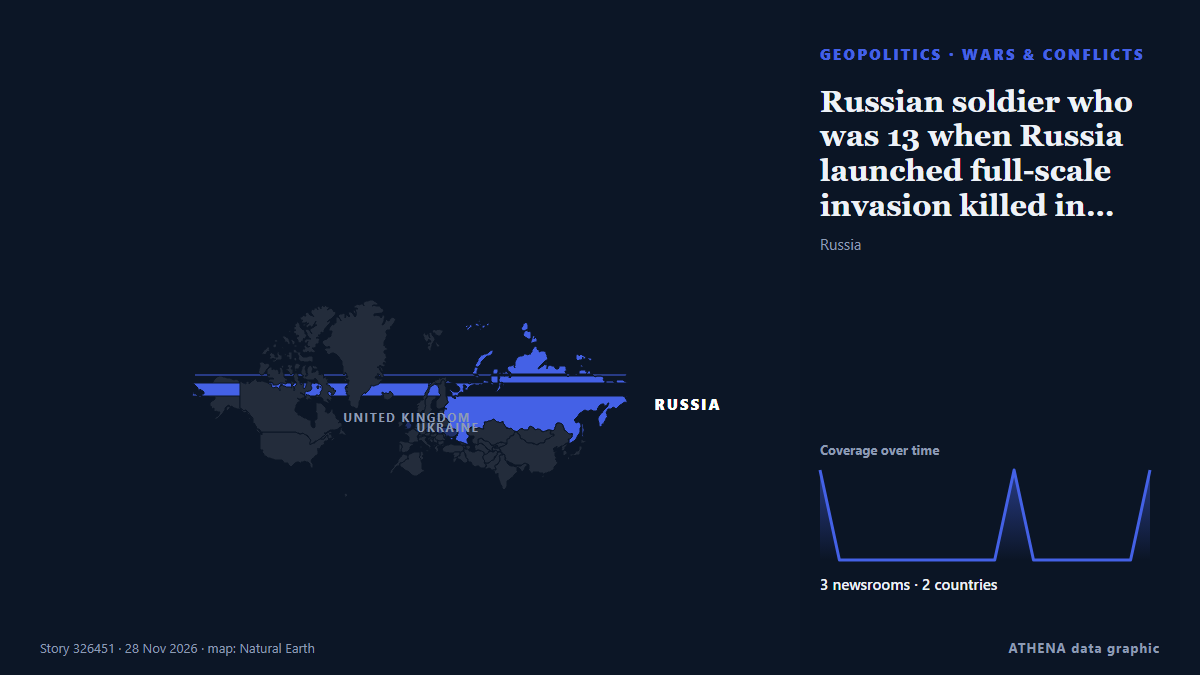 GEOPOLITICS · WARS & CONFLICTS
Russian soldier who
was 13 when Russia
launched full-scale
invasion killed in...
Russia
RUSSIA
UNITED KINGDOM
UKRAINE
Coverage over time
3 newsrooms · 2 countries
Story 326451 · 28 Nov 2026 · map: Natural Earth
ATHENA data graphic